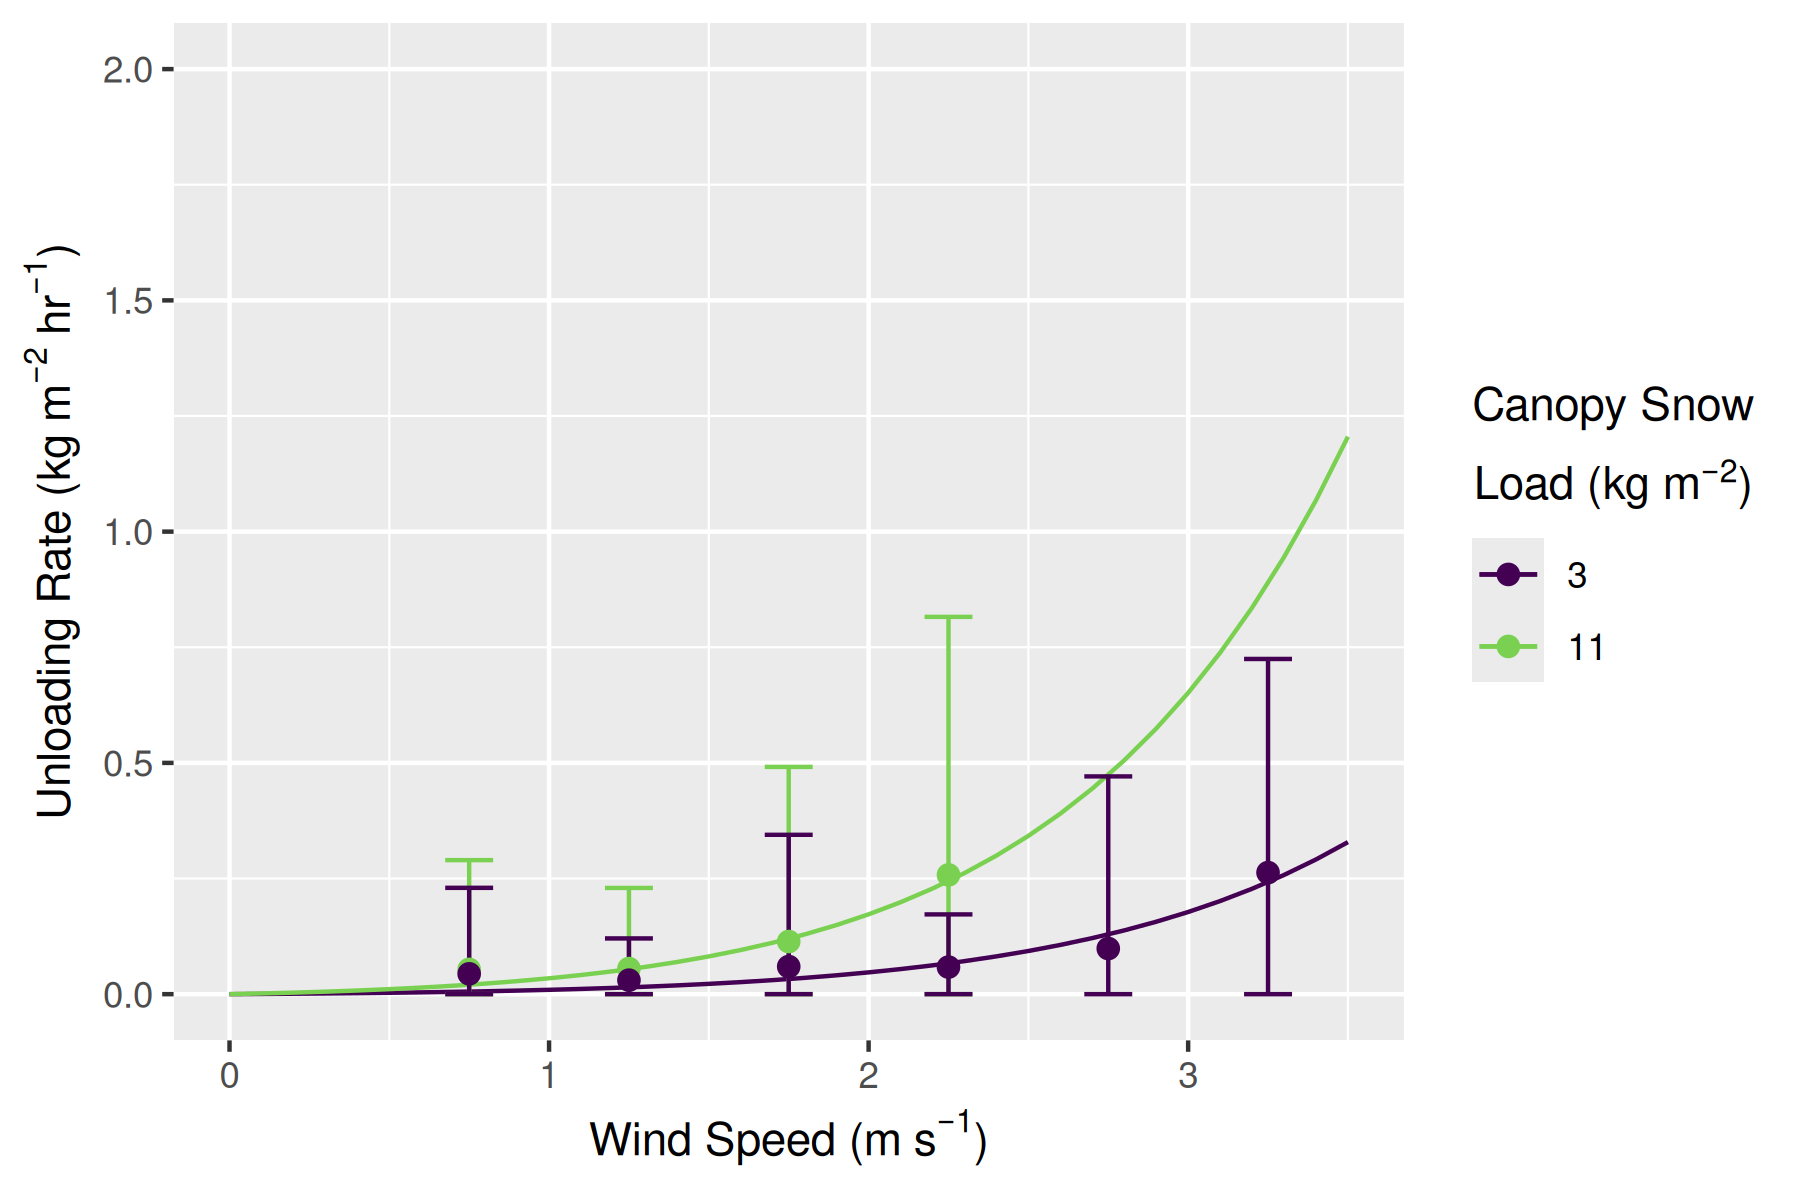 2.0
1.5
1.0
0.5
0.0
0 1 2 3
Unloading Rate (kg m⁻² hr⁻¹)
Wind Speed (m s⁻¹)
Canopy Snow
Load (kg m⁻²)
3
11